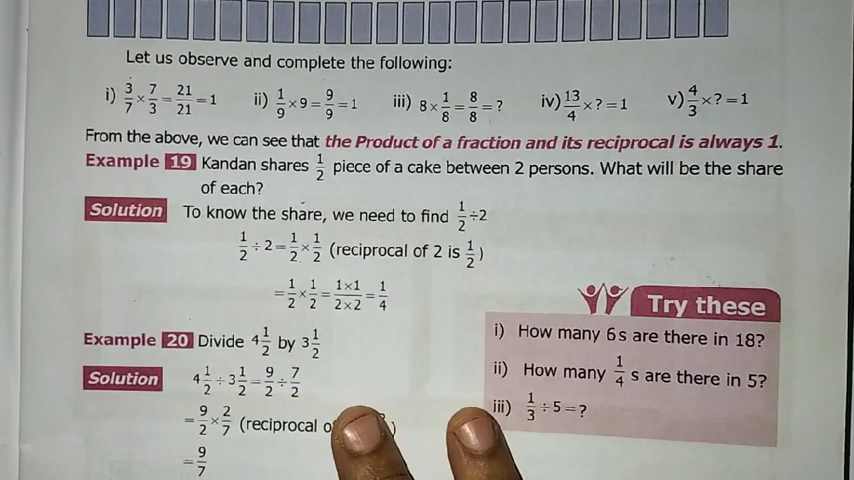 Let us observe and complete the following:
i) 3/7 × 7/3 = 21/21 = 1 ii) 1/9 × 9 = 9/9 = 1 iii) 8 × 1/8 = 8/8 = ? iv) 13/4 × ? = 1 v) 4/3 × ? = 1
From the above, we can see that the Product of a fraction and its reciprocal is always 1.
Example 19 Kandan shares 1/2 piece of a cake between 2 persons. What will be the share
of each?
Solution To know the share, we need to find 1/2 ÷ 2
1/2 ÷ 2 = 1/2 × 1/2 (reciprocal of 2 is 1/2)
= 1/2 × 1/2 = 1×1/2×2 = 1/4
Example 20 Divide 4 1/2 by 3 1/2
Solution 4 1/2 ÷ 3 1/2 = 9/2 ÷ 7/2
= 9/2 × 2/7 (reciprocal )
= 9/7
Try these
i) How many 6s are there in 18?
ii) How many 1/4 s are there in 5?
iii) 1/3 ÷ 5 = ?